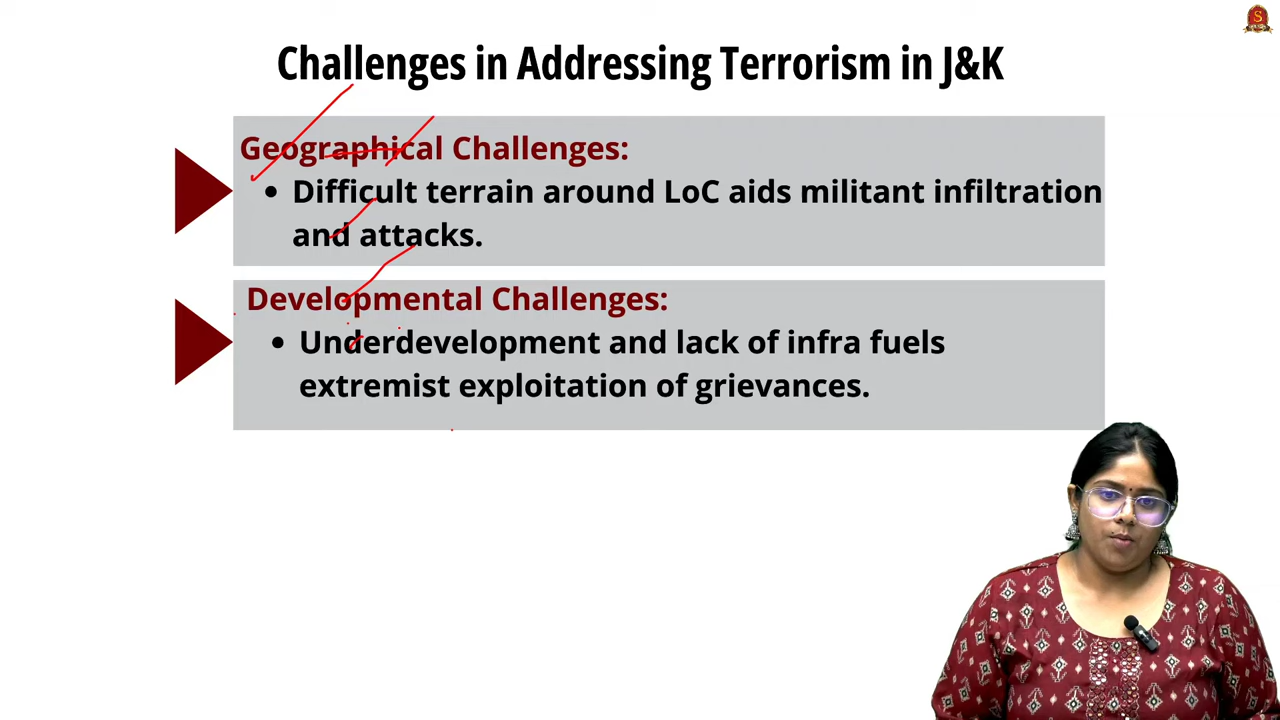 Challenges in Addressing Terrorism in J&K
Geographical Challenges:
• Difficult terrain around LoC aids militant infiltration
and attacks.
Developmental Challenges:
• Underdevelopment and lack of infra fuels
extremist exploitation of grievances.
S